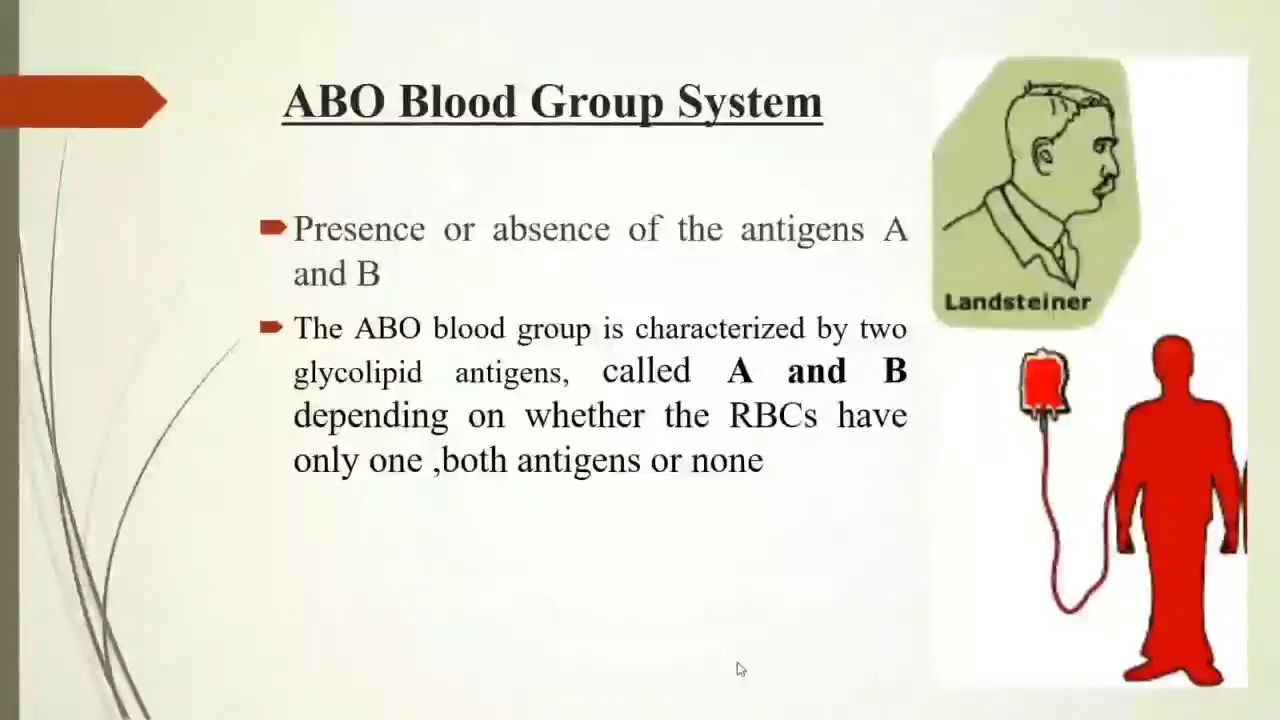 ABO Blood Group System
Presence or absence of the antigens A
and B
The ABO blood group is characterized by two
glycolipid antigens, called A and B
depending on whether the RBCs have
only one ,both antigens or none
Landsteiner